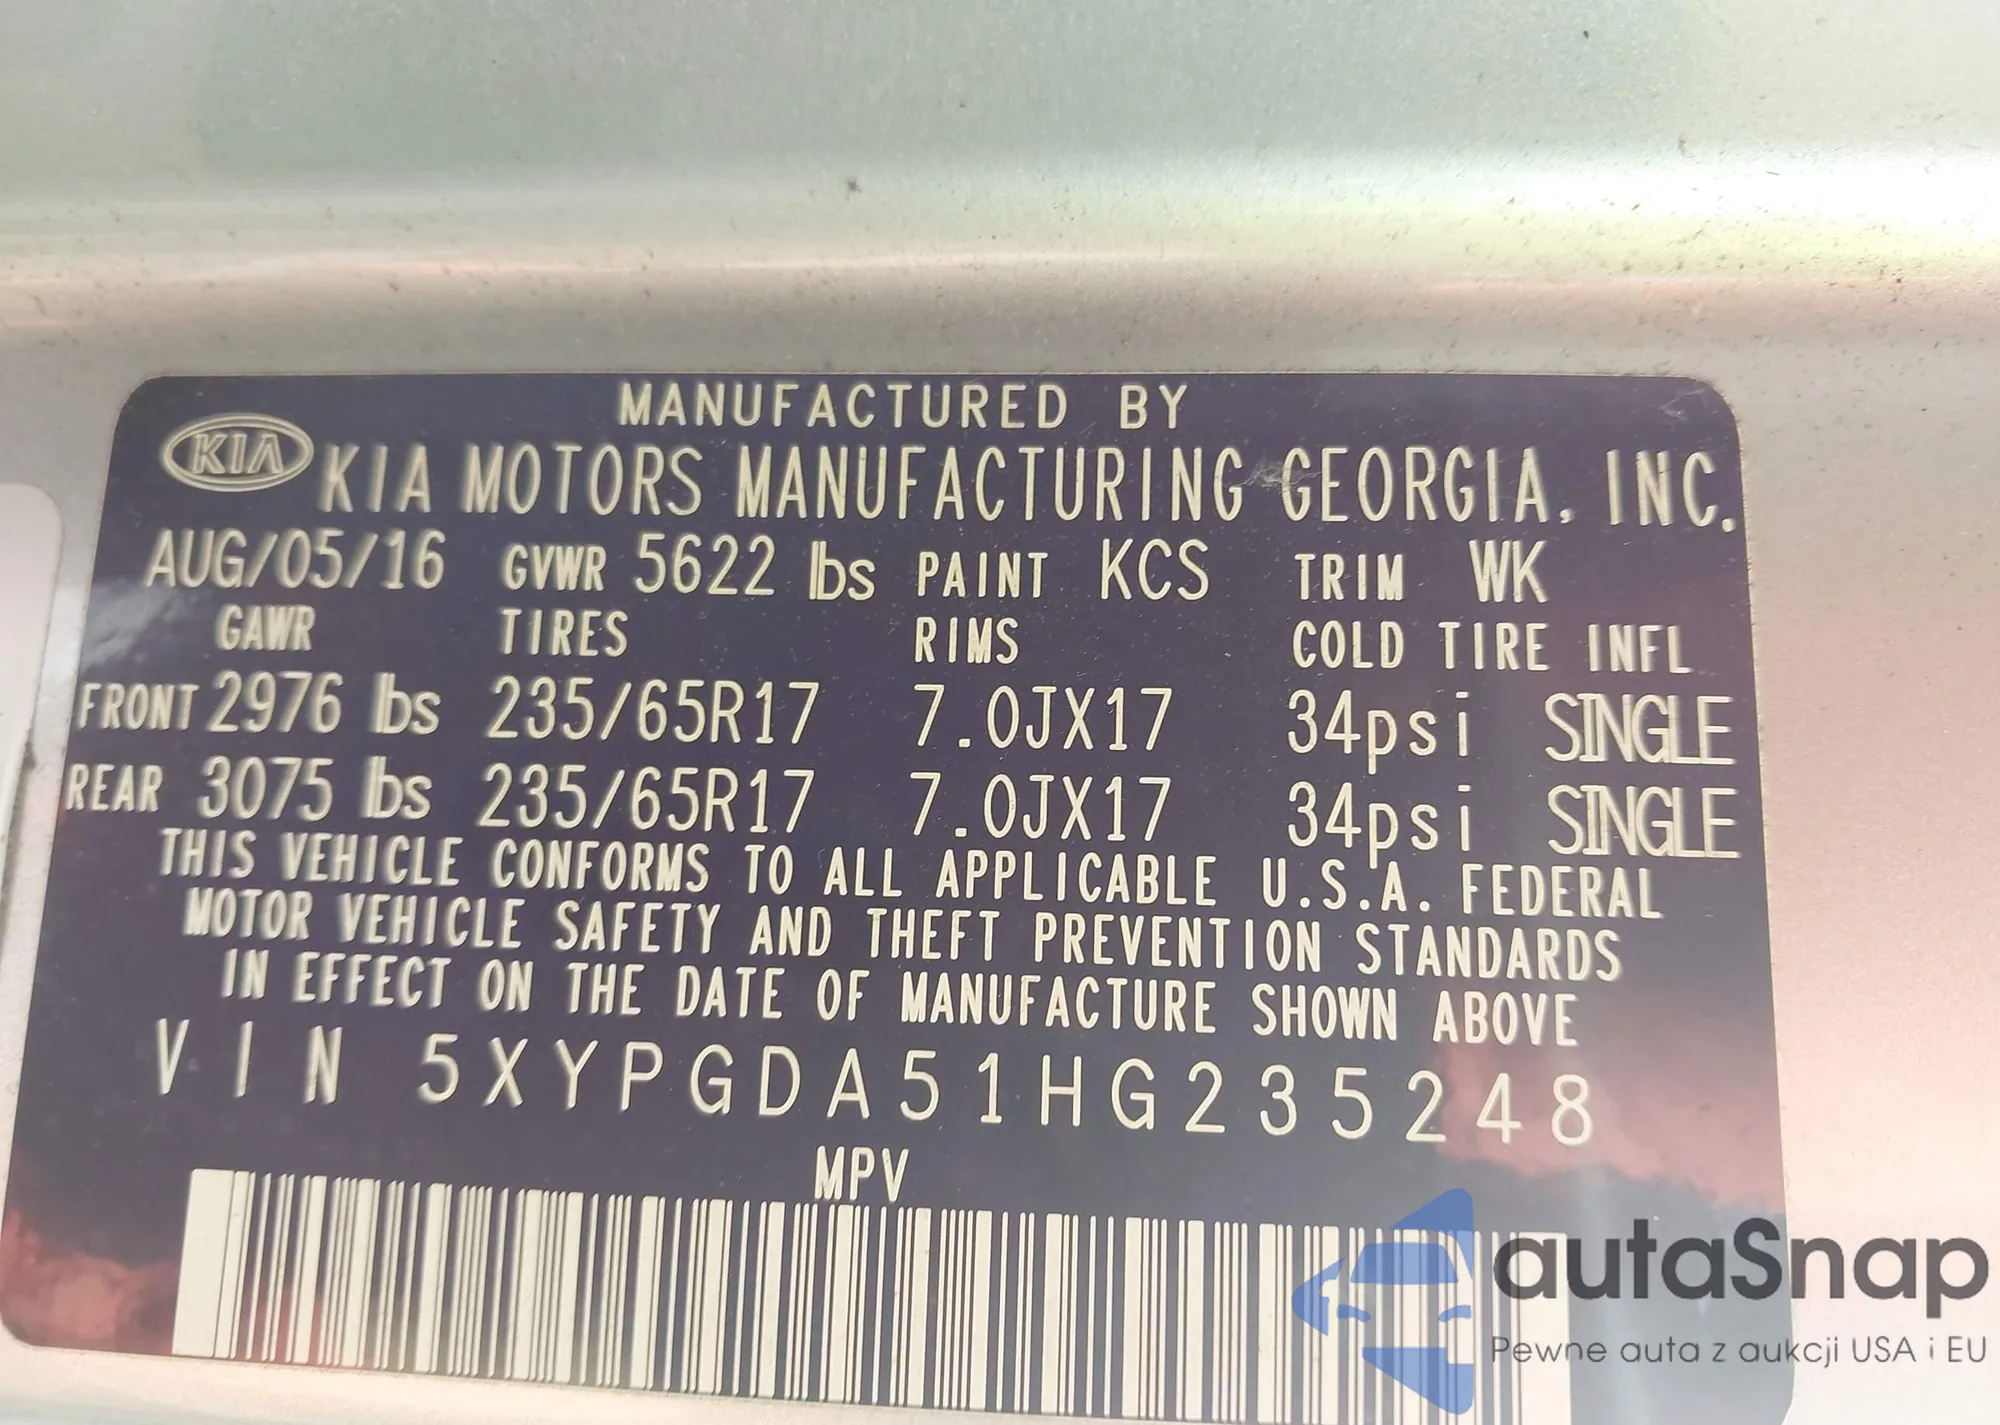 MANUFACTURED BY
KIA KIA MOTORS MANUFACTURING GEORGIA, INC.
AUG/05/16 GVWR 5622 lbs PAINT KCS TRIM WK
GAWR TIRES RIMS COLD TIRE INFL
FRONT 2976 lbs 235/65R17 7.0JX17 34psi SINGLE
REAR 3075 lbs 235/65R17 7.0JX17 34psi SINGLE
THIS VEHICLE CONFORMS TO ALL APPLICABLE U.S.A. FEDERAL
MOTOR VEHICLE SAFETY AND THEFT PREVENTION STANDARDS
IN EFFECT ON THE DATE OF MANUFACTURE SHOWN ABOVE
VIN 5XYPGDA51HG235248
MPV
autaSnap
Pewne auta z aukcji USA i EU